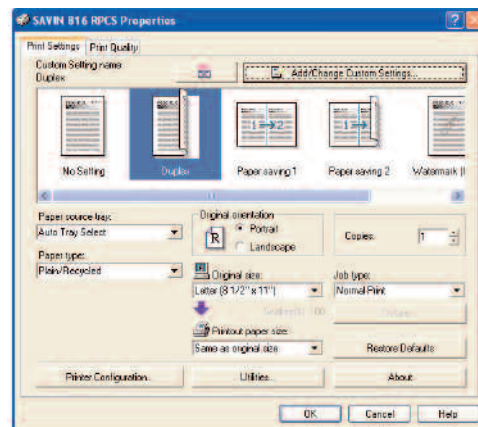 SAVIN 816 RPCS Properties
Print Settings Print Quality
Custom Setting name
Duplex
Add/Change Custom Settings...
1 2
No Setting Duplex Paper saving 1 Paper saving 2 Watermark
Paper source tray:
Auto Tray Select
Paper type:
Plain/Recycled
Original orientation
R
Portrait
Landscape
Copies:
1
Original size:
Letter (8 1/2" x 11")
Job type:
Normal Print
100
Printout paper size:
Same as original size
Restore Defaults
Printer Configuration...
Utilities...
About
OK Cancel Help